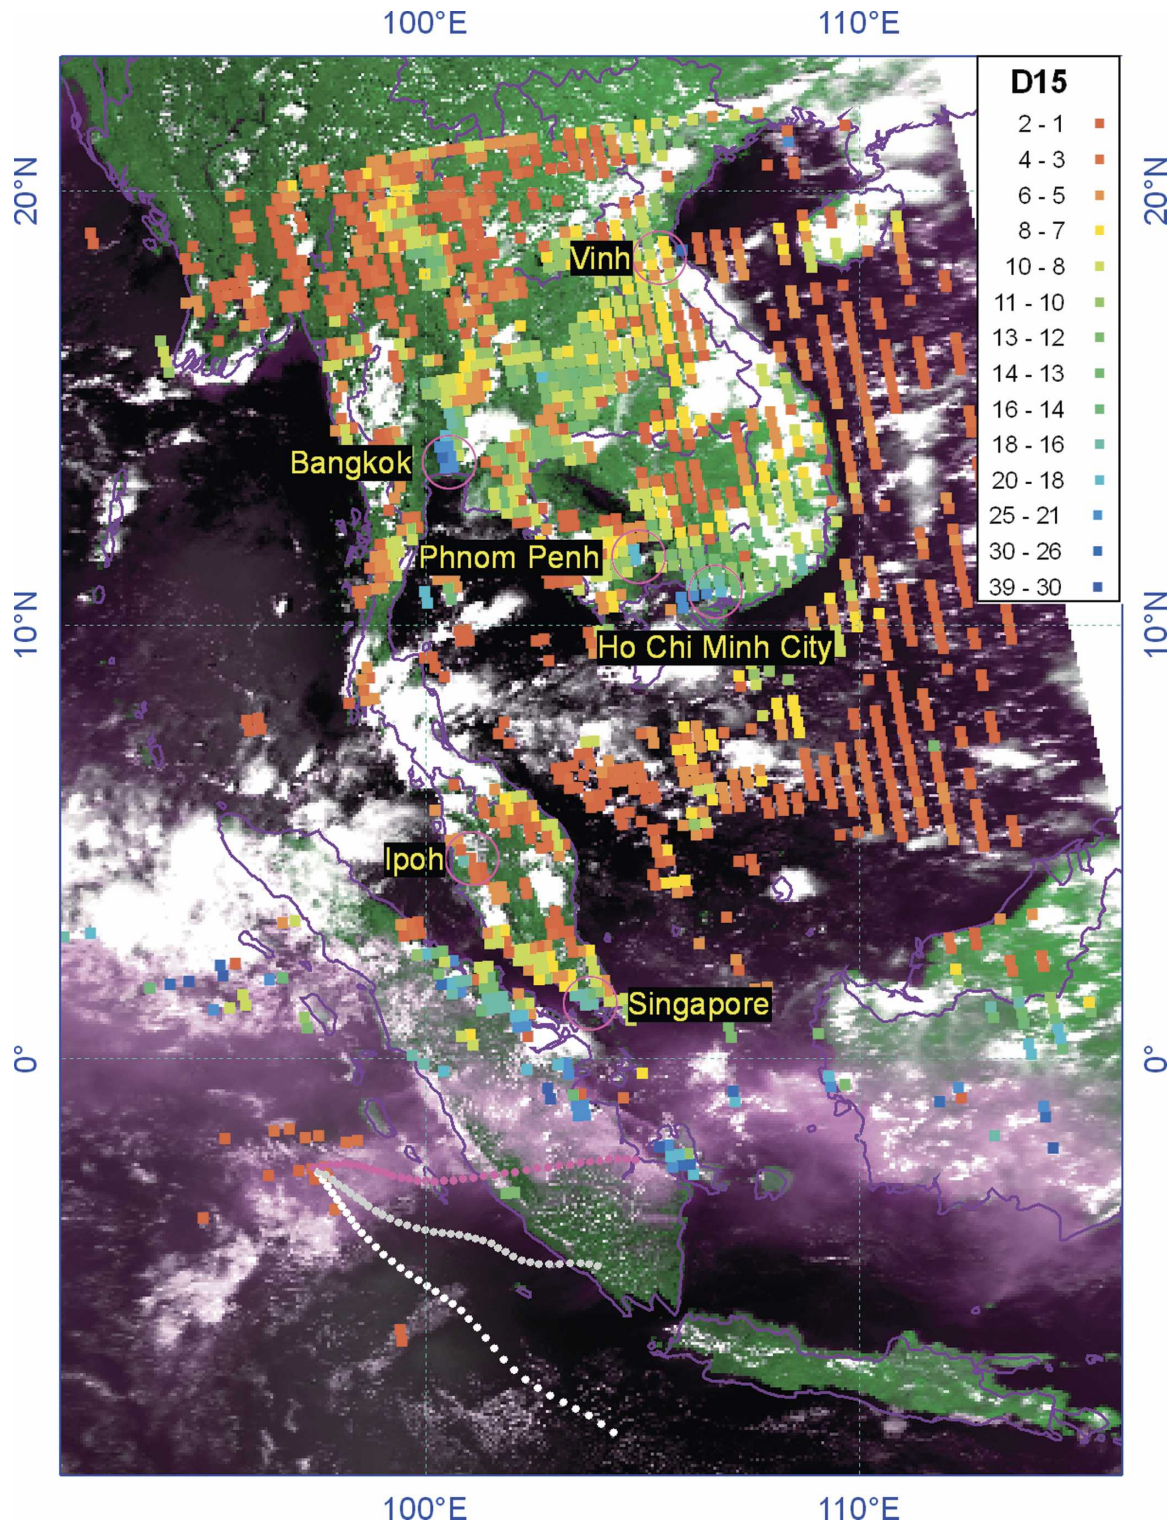 100°E
110°E
D15
2 - 1
4 - 3
6 - 5
8 - 7
10 - 8
11 - 10
13 - 12
14 - 13
16 - 14
18 - 16
20 - 18
25 - 21
30 - 26
39 - 30
20°N
20°N
Vinh
Bangkok
Phnom Penh
10°N
10°N
Ho Chi Minh City
Ipoh
Singapore
0°
0°
100°E
110°E